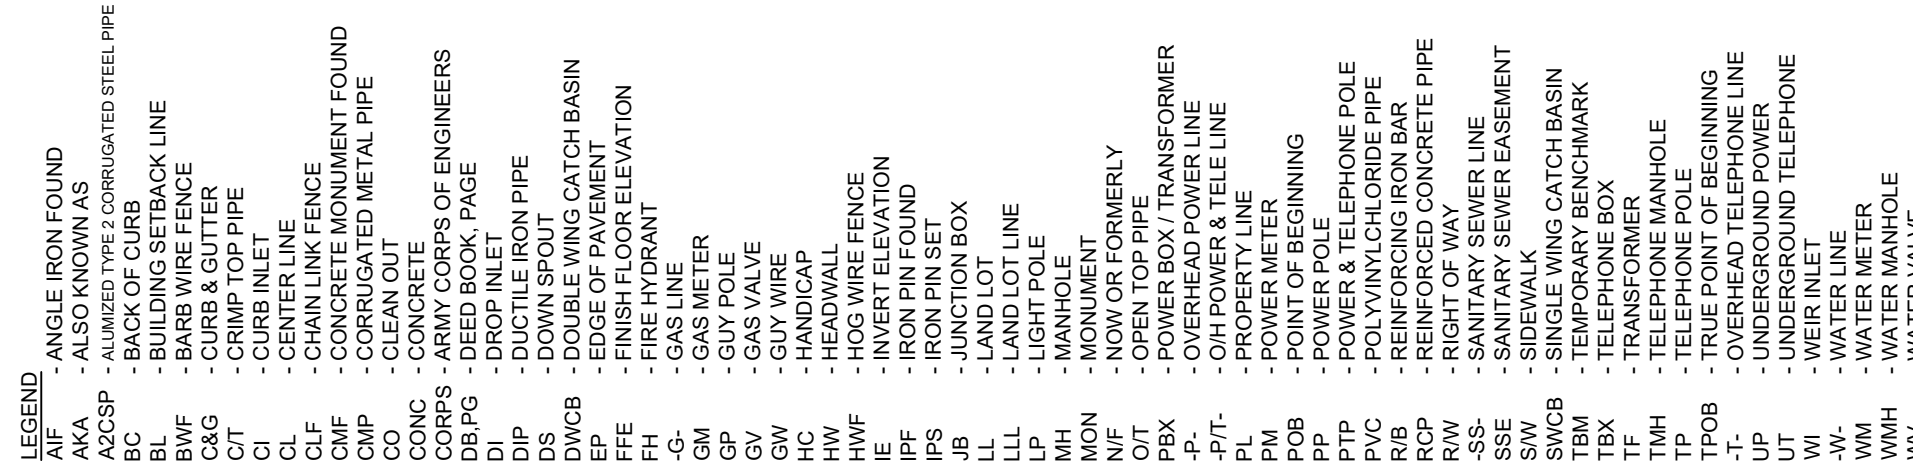 LEGEND
AIF - ANGLE IRON FOUND
AKA - ALSO KNOWN AS
A2CSP - ALUMIZED TYPE 2 CORRUGATED STEEL PIPE
BC - BACK OF CURB
BL - BUILDING SETBACK LINE
BWF - BARB WIRE FENCE
C&G - CURB & GUTTER
C/T - CRIMP TOP PIPE
CI - CURB INLET
CL - CENTER LINE
CLF - CHAIN LINK FENCE
CMF - CONCRETE MONUMENT FOUND
CMP - CORRUGATED METAL PIPE
CO - CLEAN OUT
CONC - CONCRETE
CORPS - ARMY CORPS OF ENGINEERS
DB,PG - DEED BOOK, PAGE
DI - DROP INLET
DIP - DUCTILE IRON PIPE
DS - DOWN SPOUT
DWCB - DOUBLE WING CATCH BASIN
EP - EDGE OF PAVEMENT
FFE - FINISH FLOOR ELEVATION
FH - FIRE HYDRANT
-G- - GAS LINE
GM - GAS METER
GP - GUY POLE
GV - GAS VALVE
GW - GUY WIRE
HC - HANDICAP
HW - HEADWALL
HWF - HOG WIRE FENCE
IE - INVERT ELEVATION
IPF - IRON PIN FOUND
IPS - IRON PIN SET
JB - JUNCTION BOX
LL - LAND LOT
LLL - LAND LOT LINE
LP - LIGHT POLE
MH - MANHOLE
MON - MONUMENT
N/F - NOW OR FORMERLY
O/T - OPEN TOP PIPE
PBX - POWER BOX / TRANSFORMER
-P- - OVERHEAD POWER LINE
-P/T- - O/H POWER & TELE LINE
PL - PROPERTY LINE
PM - POWER METER
POB - POINT OF BEGINNING
PP - POWER POLE
PTP - POWER & TELEPHONE POLE
PVC - POLYVINYLCHLORIDE PIPE
R/B - REINFORCING IRON BAR
RCP - REINFORCED CONCRETE PIPE
R/W - RIGHT OF WAY
-SS- - SANITARY SEWER LINE
SSE - SANITARY SEWER EASEMENT
S/W - SIDEWALK
SWCB - SINGLE WING CATCH BASIN
TBM - TEMPORARY BENCHMARK
TBX - TELEPHONE BOX
TF - TRANSFORMER
TMH - TELEPHONE MANHOLE
TP - TELEPHONE POLE
TPOB - TRUE POINT OF BEGINNING
-T- - OVERHEAD TELEPHONE LINE
UP - UNDERGROUND POWER
UT - UNDERGROUND TELEPHONE
WI - WEIR INLET
-W- - WATER LINE
WM - WATER METER
WMH - WATER MANHOLE